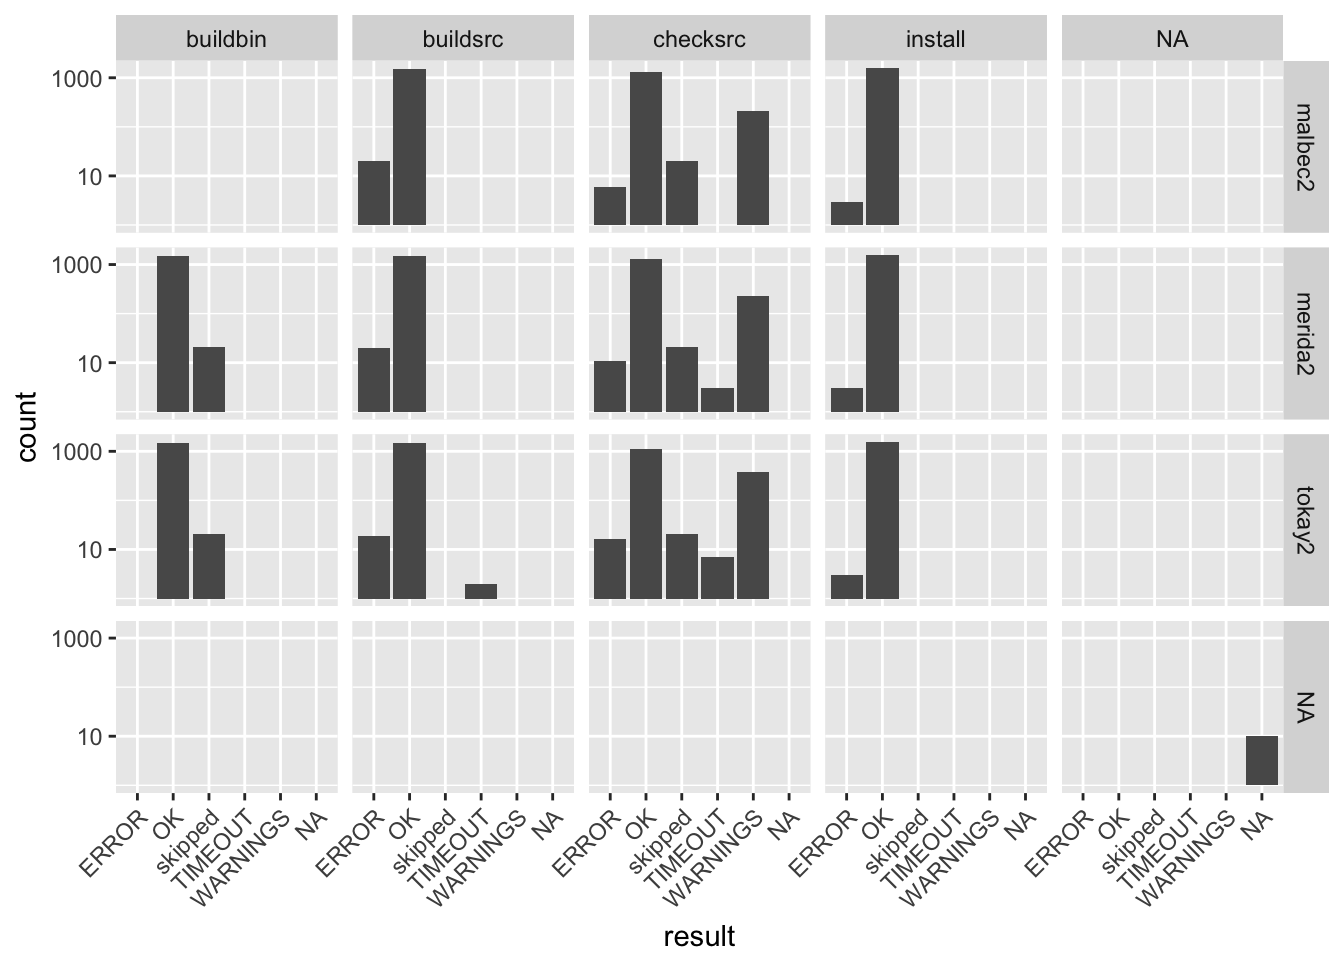 buildbin buildsrc checksrc install NA
1000
10
malbec2
1000
10
merida2
1000
10
tokay2
1000
10
NA
count
ERROR OK skipped TIMEOUT WARNINGS NA
ERROR OK skipped TIMEOUT WARNINGS NA
ERROR OK skipped TIMEOUT WARNINGS NA
ERROR OK skipped TIMEOUT WARNINGS NA
ERROR OK skipped TIMEOUT WARNINGS NA
result